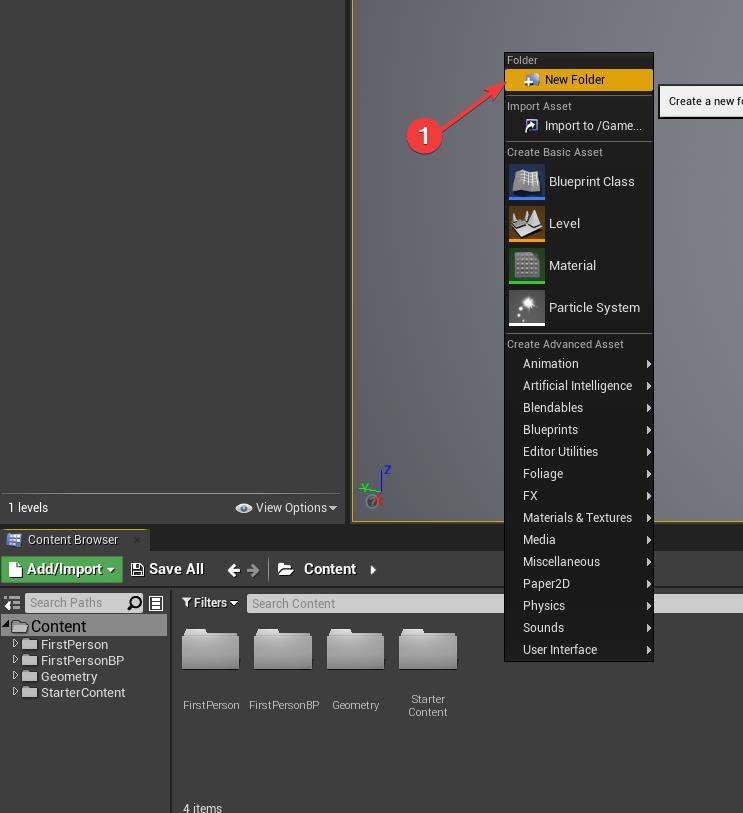 Folder
New Folder
Create a new fo
Import Asset
1
Import to /Game...
Create Basic Asset
Blueprint Class
Level
Material
Particle System
Create Advanced Asset
Animation
Artificial Intelligence
Blendables
Blueprints
Editor Utilities
Foliage
FX
Materials & Textures
Media
Miscellaneous
Paper2D
Physics
Sounds
User Interface
Z
Y
1 levels
View Options
Content Browser
Add/Import
Save All
Content
Search Paths
Filters
Search Content
Content
FirstPerson
FirstPersonBP
Geometry
StarterContent
FirstPerson
FirstPersonBP
Geometry
Starter
Content
4 items